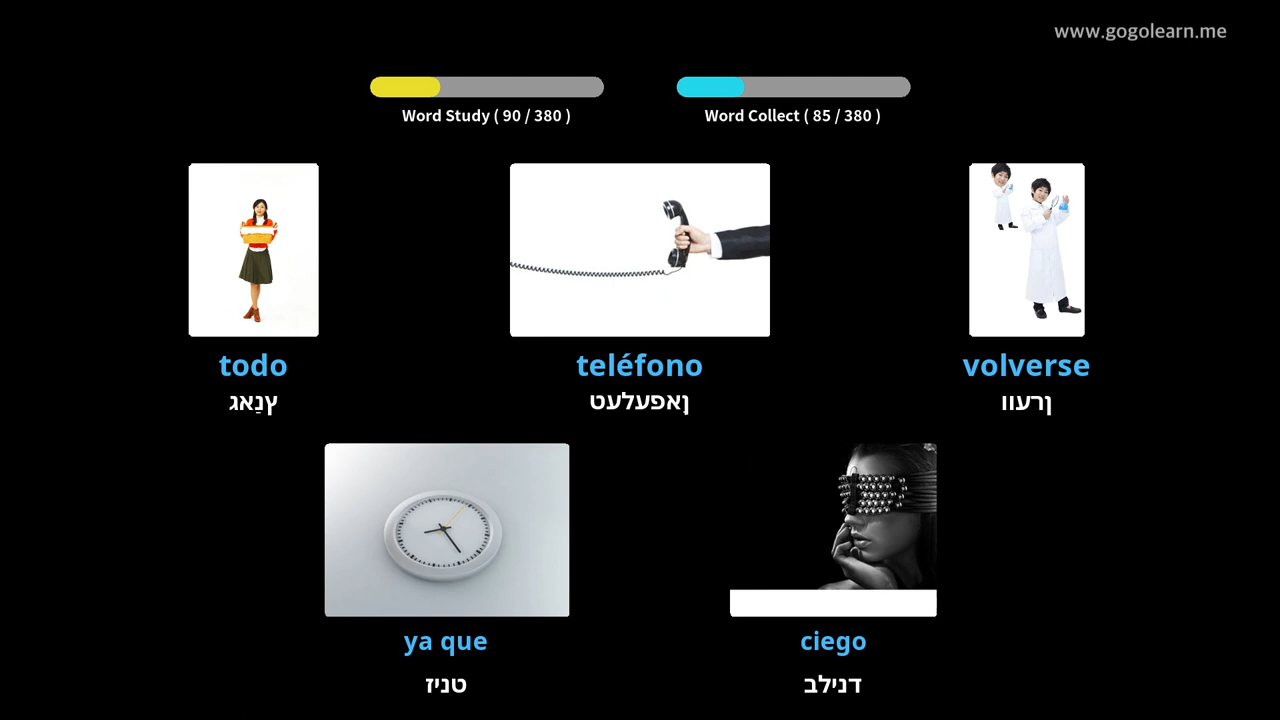 www.gogolearn.me
Word Study ( 90 / 380 )
Word Collect ( 85 / 380 )
todo
גאַנץ
teléfono
טעלעפאָן
volverse
ווערן
ya que
זינט
ciego
בלינד